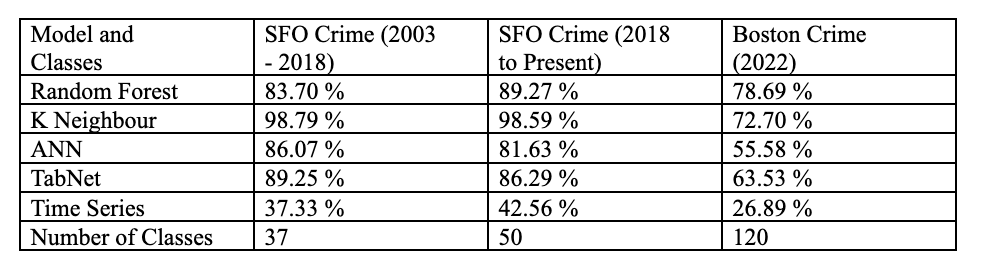 Model and Classes SFO Crime (2003 - 2018) SFO Crime (2018 to Present) Boston Crime (2022)
Random Forest 83.70 % 89.27 % 78.69 %
K Neighbour 98.79 % 98.59 % 72.70 %
ANN 86.07 % 81.63 % 55.58 %
TabNet 89.25 % 86.29 % 63.53 %
Time Series 37.33 % 42.56 % 26.89 %
Number of Classes 37 50 120